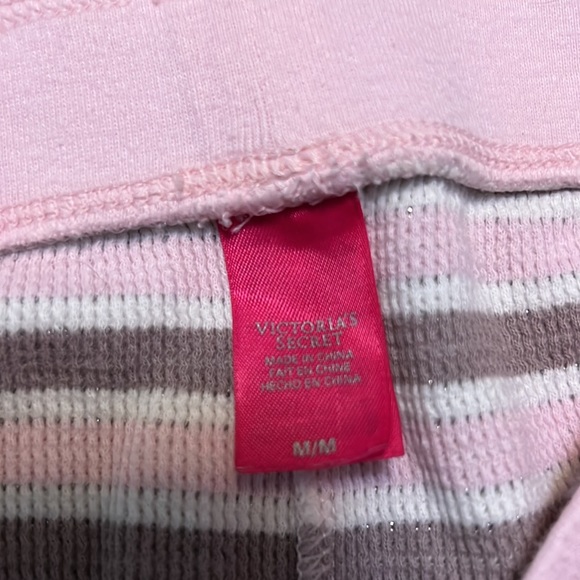 VICTORIA'S
SECRET
MADE IN CHINA
FAIT EN CHINE
HECHO EN CHINA
M/M